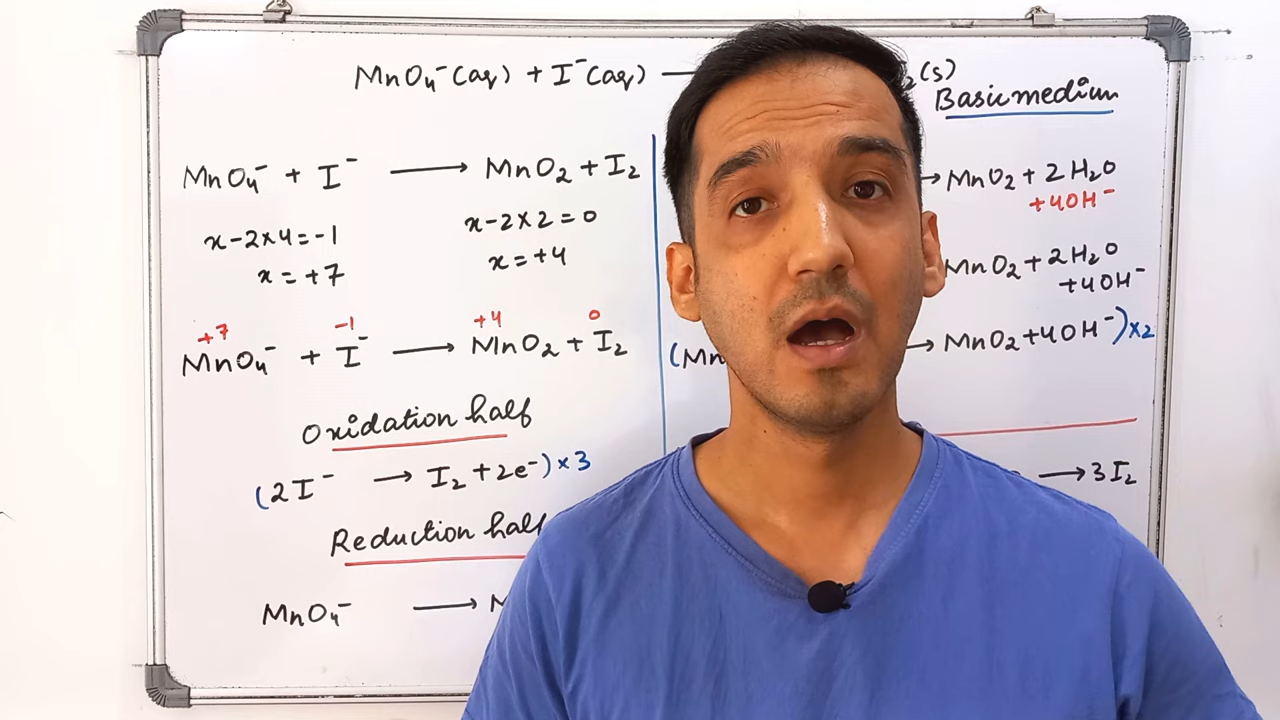 MnO₄⁻(aq) + I⁻(aq) — ₂(s)
Basic medium
MnO₄⁻ + I⁻ → MnO₂ + I₂
x-2×4=-1
x=+7
x-2×2=0
x=+4
+7 -1 +4 0
MnO₄⁻ + I⁻ → MnO₂ + I₂
Oxidation half
(2I⁻ → I₂ + 2e⁻)×3
Reduction half
MnO₄⁻ →
→ MnO₂ + 2H₂O
+4OH⁻
MnO₂ + 2H₂O
+4OH⁻
(Mn → MnO₂ + 4OH⁻)×2
→ 3I₂